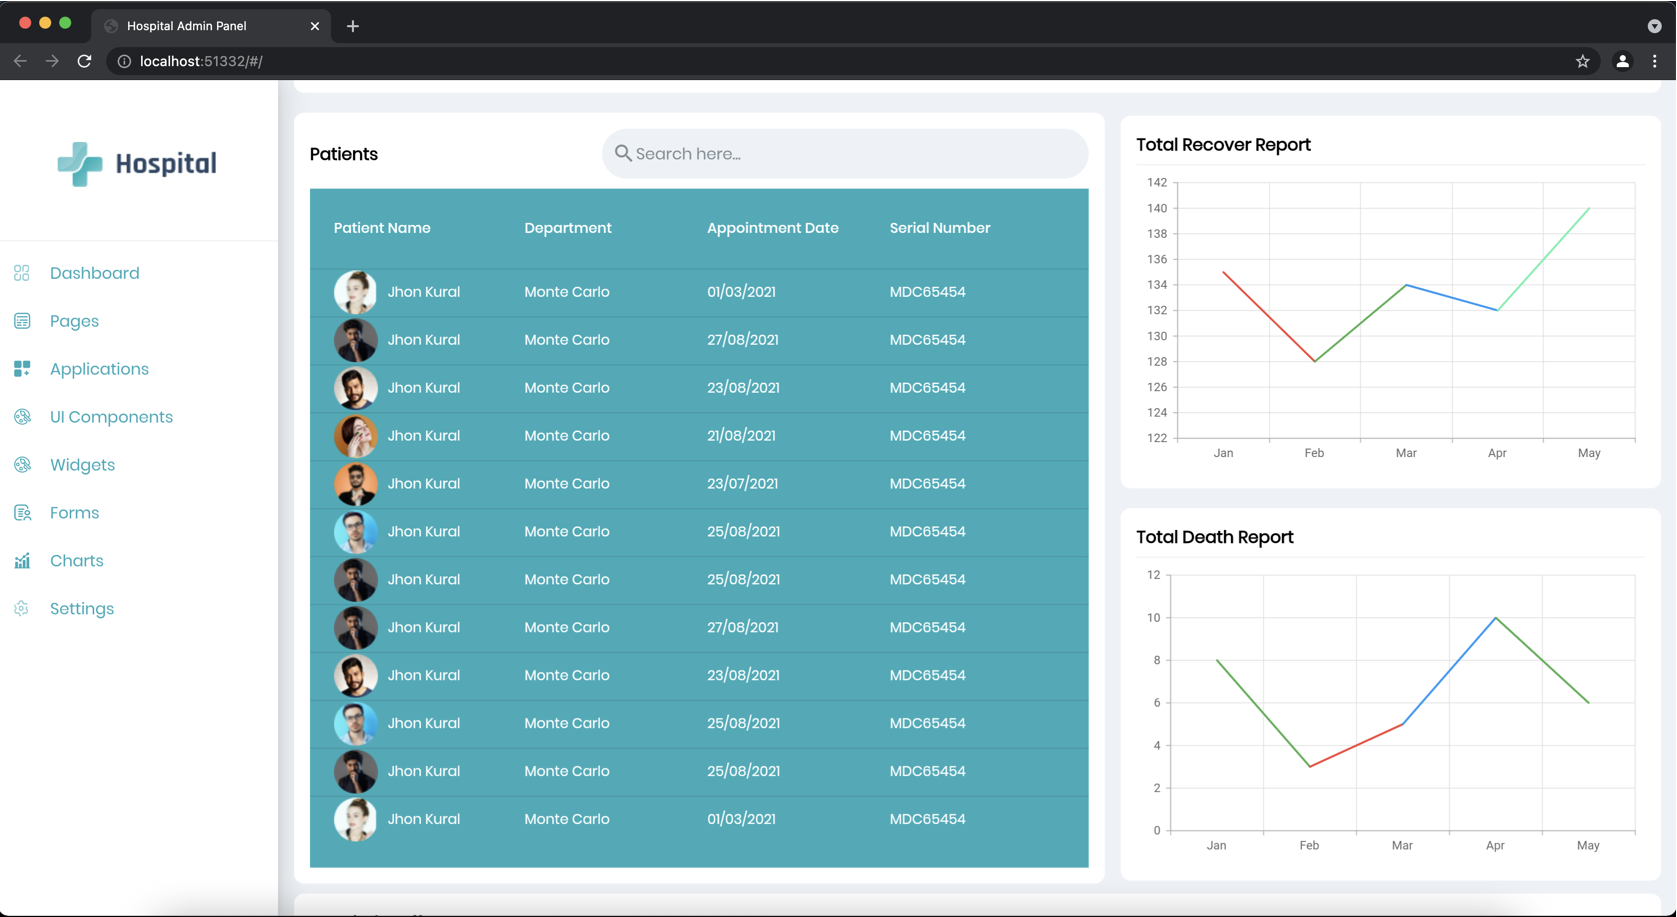 Hospital Admin Panel
localhost:51332/#/
Hospital
Dashboard
Pages
Applications
UI Components
Widgets
Forms
Charts
Settings
Patients
Search here...
Patient Name Department Appointment Date Serial Number
Jhon Kural Monte Carlo 01/03/2021 MDC65454
Jhon Kural Monte Carlo 27/08/2021 MDC65454
Jhon Kural Monte Carlo 23/08/2021 MDC65454
Jhon Kural Monte Carlo 21/08/2021 MDC65454
Jhon Kural Monte Carlo 23/07/2021 MDC65454
Jhon Kural Monte Carlo 25/08/2021 MDC65454
Jhon Kural Monte Carlo 25/08/2021 MDC65454
Jhon Kural Monte Carlo 27/08/2021 MDC65454
Jhon Kural Monte Carlo 23/08/2021 MDC65454
Jhon Kural Monte Carlo 25/08/2021 MDC65454
Jhon Kural Monte Carlo 25/08/2021 MDC65454
Jhon Kural Monte Carlo 01/03/2021 MDC65454
Total Recover Report
142
140
138
136
134
132
130
128
126
124
122
Jan Feb Mar Apr May
Total Death Report
12
10
8
6
4
2
0
Jan Feb Mar Apr May